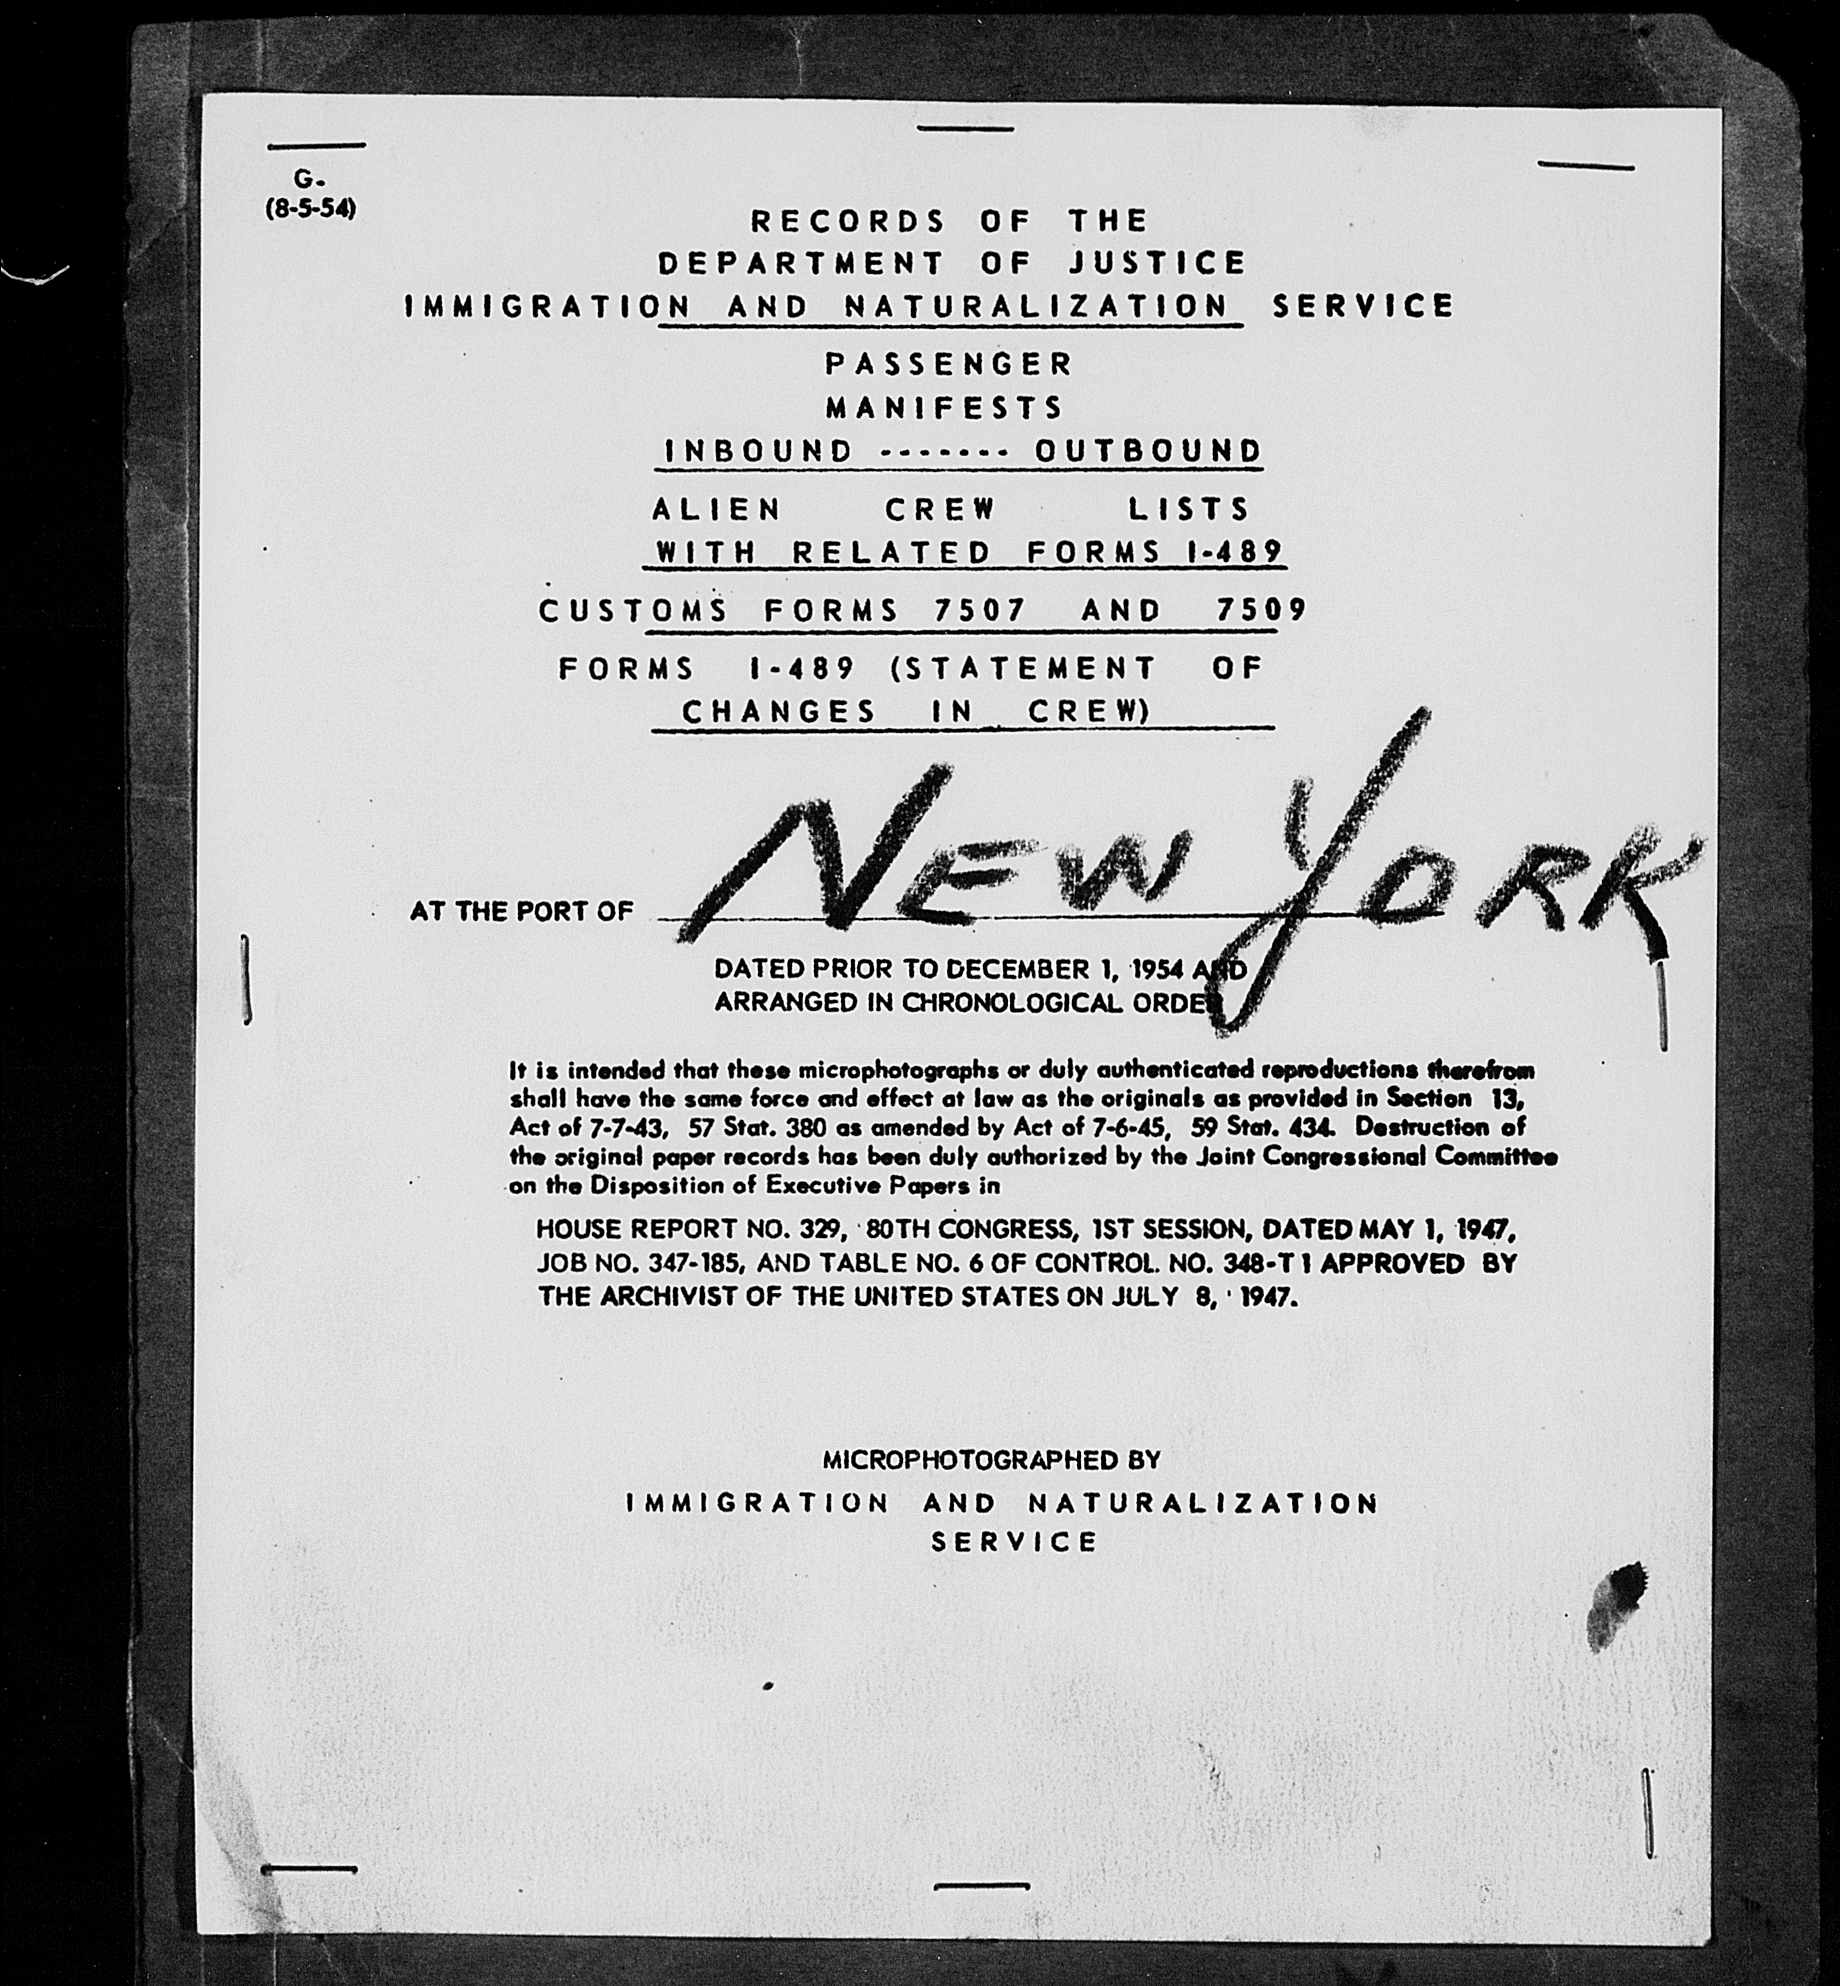 G-
(8-5-54)
RECORDS OF THE
DEPARTMENT OF JUSTICE
IMMIGRATION AND NATURALIZATION SERVICE
PASSENGER
MANIFESTS
INBOUND ------- OUTBOUND
ALIEN CREW LISTS
WITH RELATED FORMS I-489
CUSTOMS FORMS 7507 AND 7509
FORMS I-489 (STATEMENT OF
CHANGES IN CREW)
AT THE PORT OF NEW YORK
DATED PRIOR TO DECEMBER 1, 1954 AND
ARRANGED IN CHRONOLOGICAL ORDER
It is intended that these microphotographs or duly authenticated reproductions therefrom
shall have the same force and effect at law as the originals as provided in Section 13,
Act of 7-7-43, 57 Stat. 380 as amended by Act of 7-6-45, 59 Stat. 434. Destruction of
the original paper records has been duly authorized by the Joint Congressional Committee
on the Disposition of Executive Papers in
HOUSE REPORT NO. 329, 80TH CONGRESS, 1ST SESSION, DATED MAY 1, 1947,
JOB NO. 347-185, AND TABLE NO. 6 OF CONTROL. NO. 348-T1 APPROVED BY
THE ARCHIVIST OF THE UNITED STATES ON JULY 8, 1947.
MICROPHOTOGRAPHED BY
IMMIGRATION AND NATURALIZATION
SERVICE